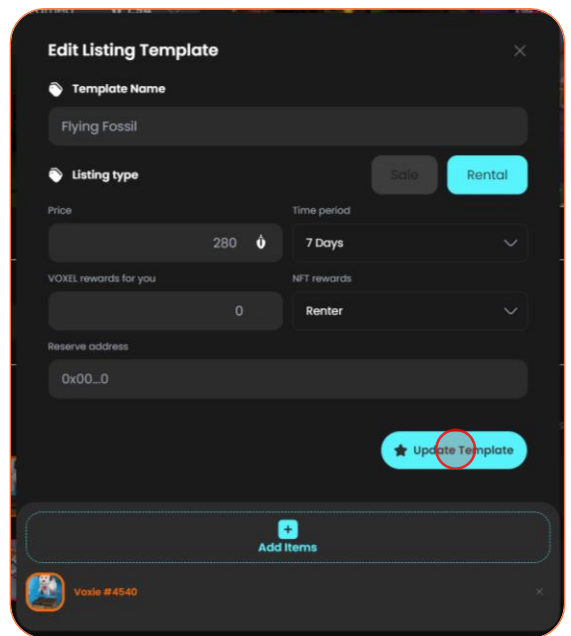 Edit Listing Template
Template Name
Flying Fossil
Listing type
Sale
Rental
Price
Time period
280
7 Days
VOXEL rewards for you
NFT rewards
0
Renter
Reserve address
0x00...0
Update Template
Add Items
Voxie #4540